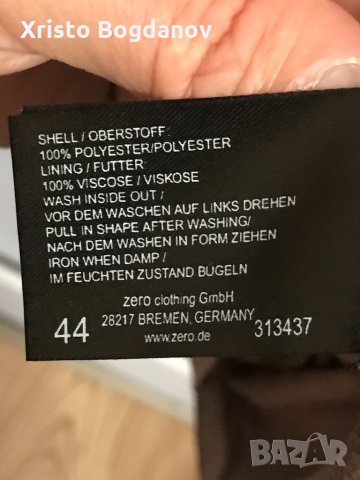 Xristo Bogdanov
SHELL / OBERSTOFF:
100% POLYESTER/POLYESTER
LINING / FUTTER:
100% VISCOSE / VISKOSE
WASH INSIDE OUT /
VOR DEM WASCHEN AUF LINKS DREHEN
PULL IN SHAPE AFTER WASHING/
NACH DEM WASHEN IN FORM ZIEHEN
IRON WHEN DAMP /
IM FEUCHTEN ZUSTAND BÜGELN
zero clothing GmbH
44 28217 BREMEN, GERMANY 313437
www.zero.de
BAZAR